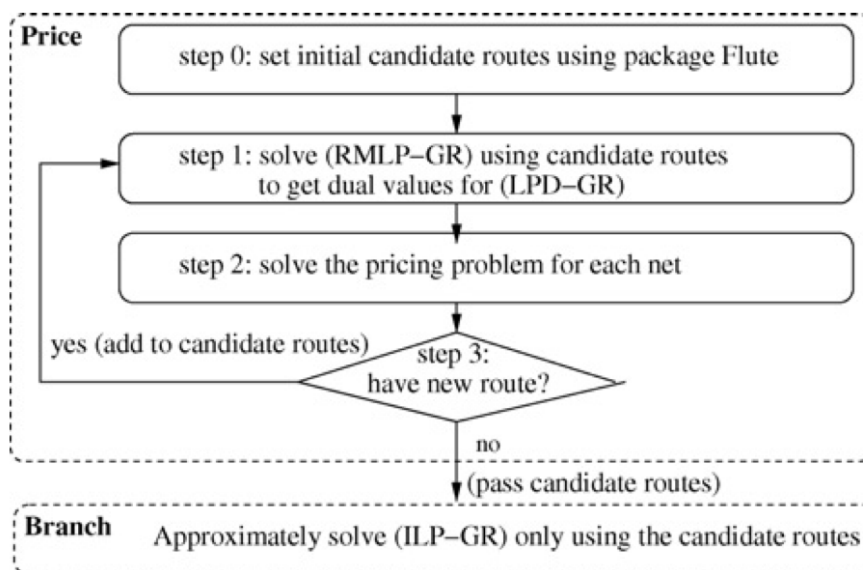 Price
step 0: set initial candidate routes using package Flute
step 1: solve (RMLP–GR) using candidate routes
to get dual values for (LPD–GR)
step 2: solve the pricing problem for each net
yes (add to candidate routes)
step 3:
have new route?
no
(pass candidate routes)
Branch
Approximately solve (ILP–GR) only using the candidate routes